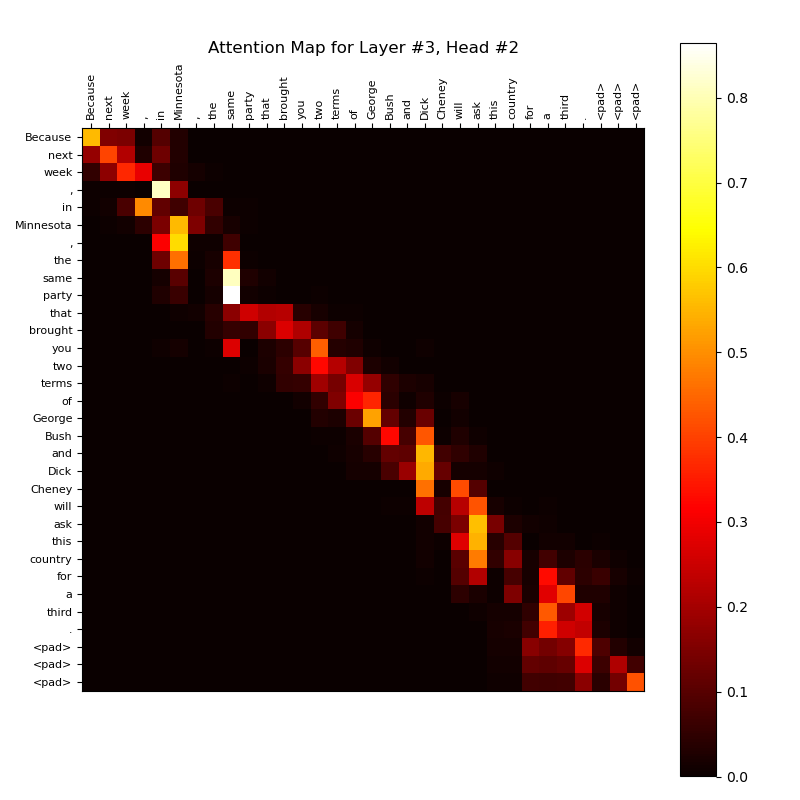 Attention Map for Layer #3, Head #2
Because
next
week
,
in
Minnesota
,
the
same
party
that
brought
you
two
terms
of
George
Bush
and
Dick
Cheney
will
ask
this
country
for
a
third
.
<pad>
<pad>
<pad>
Because
next
week
,
in
Minnesota
,
the
same
party
that
brought
you
two
terms
of
George
Bush
and
Dick
Cheney
will
ask
this
country
for
a
third
.
<pad>
<pad>
<pad>
0.8
0.7
0.6
0.5
0.4
0.3
0.2
0.1
0.0